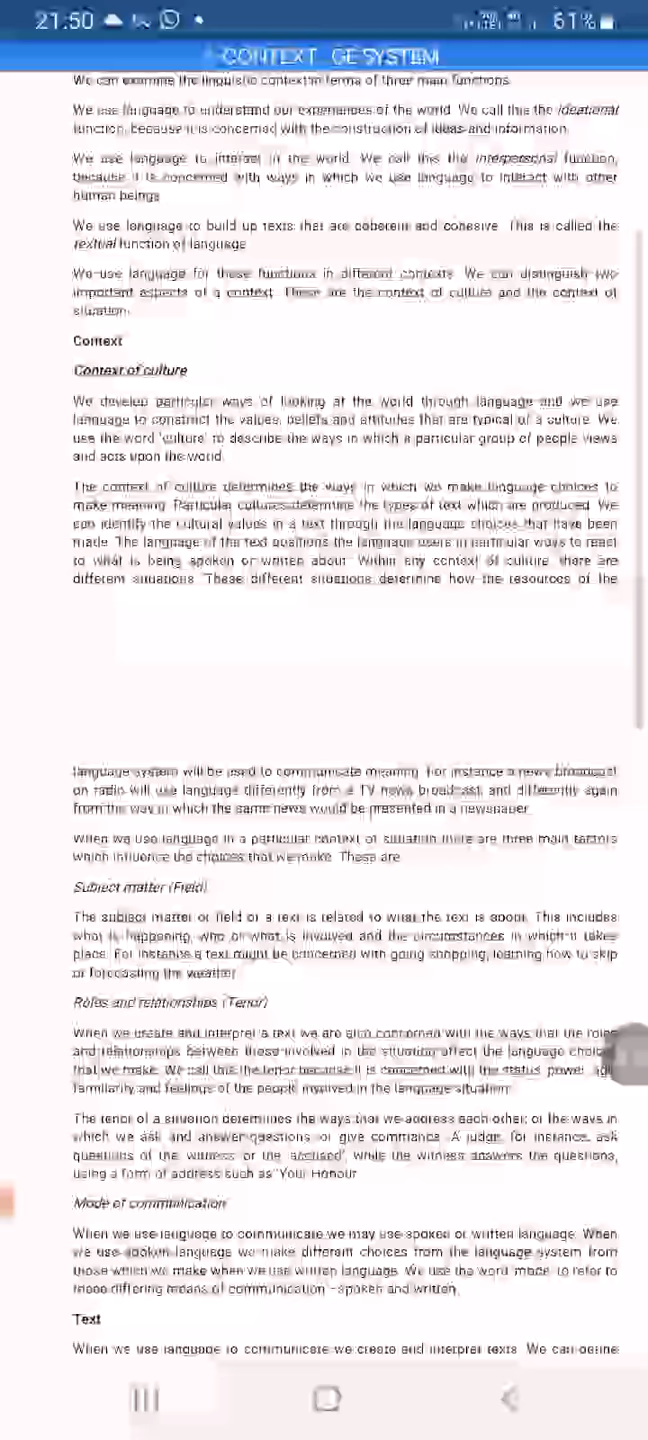 21.50
61%
CONTEXT GE SYSTEM
We can examine the linguistic context in terms of three main functions
We use language to understand our experiences of the world. We call this the ideational
function, because it is concerned with the construction of ideas and information.
We use language to interact in the world. We call this the interpersonal function,
because it is concerned with ways in which we use language to interact with other
human beings
We use language to build up texts that are coherent and cohesive. This is called the
textual function of language
We use language for these functions in different contexts. We can distinguish two
important aspects of a context. These are the context of culture and the context of
situation.
Context
Context of culture
We develop particular ways of looking at the world through language and we use
language to construct the values, beliefs and attitudes that are typical of a culture. We
use the word 'culture' to describe the ways in which a particular group of people views
and acts upon the world.
The context of culture determines the ways in which we make language choices to
make meaning. Particular cultures determine the types of text which are produced. We
can identify the cultural values in a text through the language choices that have been
made. The language of the text positions the language users in particular ways to react
to what is being spoken or written about. Within any context of culture, there are
different situations. These different situations determine how the resources of the
language system will be used to communicate meaning. For instance a news broadcast
on radio will use language differently from a TV news broadcast, and differently again
from the way in which the same news would be presented in a newspaper.
When we use language in a particular context of situation there are three main factors
which influence the choices that we make. These are
Subject matter (Field)
The subject matter or field of a text is related to what the text is about. This includes
what is happening, who or what is involved and the circumstances in which it takes
place. For instance a text might be concerned with going shopping, learning how to skip
or forecasting the weather
Roles and relationships (Tenor)
When we create and interpret a text we are also concerned with the ways that the roles
and relationships between those involved in the situation affect the language choices
that we make. We call this the tenor because it is concerned with the status, power, age
familiarity and feelings of the people involved in the language situation
The tenor of a situation determines the ways that we address each other, or the ways in
which we ask and answer questions or give commands. A judge, for instance, ask
questions of the witness or the 'accused', while the witness answers the questions,
using a form of address such as 'Your Honour
Mode of communication
When we use language to communicate we may use spoken or written language. When
we use spoken language we make different choices from the language system from
those which we make when we use written language. We use the word 'mode' to refer to
these differing means of communication - spoken and written.
Text
When we use language to communicate we create and interpret texts. We can define